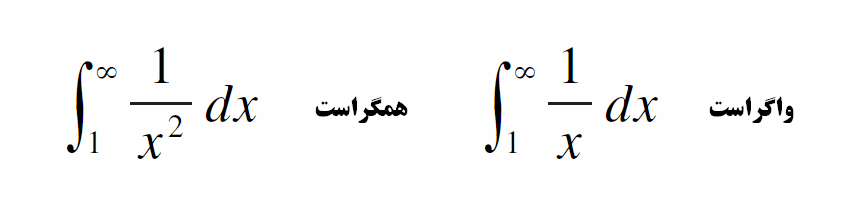 ∫₁^∞ 1/x² dx همگراست ∫₁^∞ 1/x dx واگراست